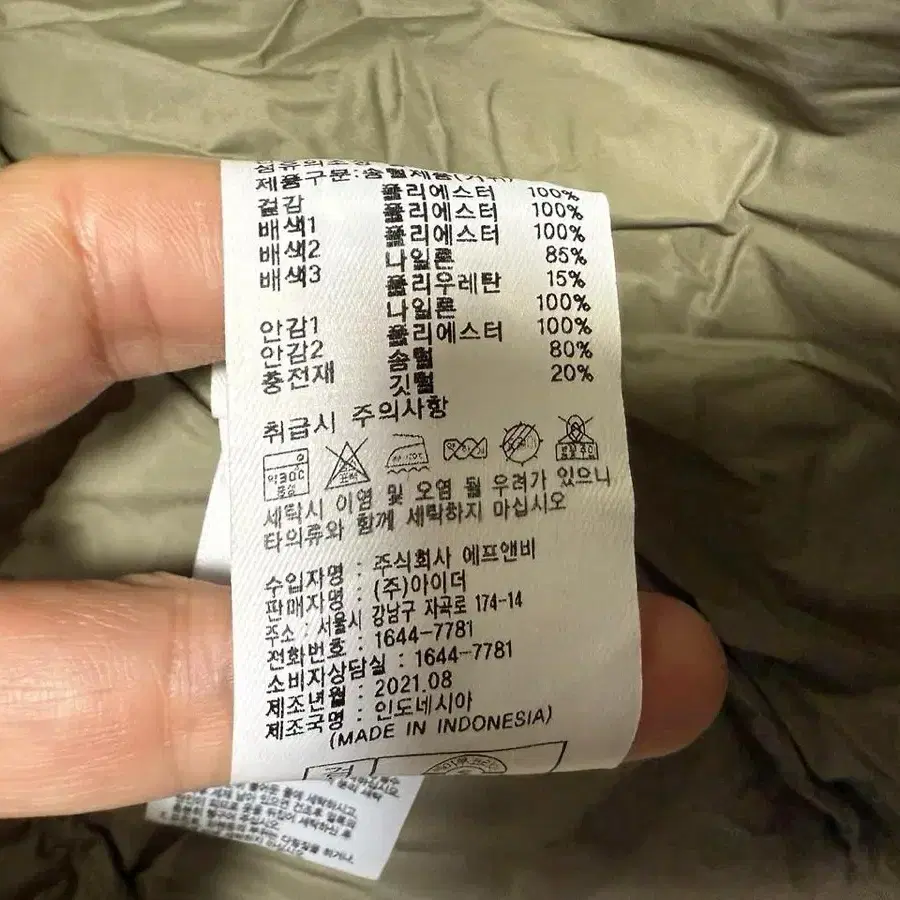 제품구분:솜털제품(거위)
겉감 폴리에스터 100%
배색1 폴리에스터 100%
배색2 폴리에스터 100%
배색3 나일론 85%
폴리우레탄 15%
안감1 나일론 100%
안감2 폴리에스터 100%
충전재 솜털 80%
깃털 20%
취급시 주의사항
약30℃
중성
세탁시 이염 및 오염 될 우려가 있으니
타의류와 함께 세탁하지 마십시오
수입자명 : 주식회사 에프앤비
판매자명 : (주)아이더
주소 : 서울시 강남구 자곡로 174-14
전화번호 : 1644-7781
소비자상담실 : 1644-7781
제조년월 : 2021.08
제조국명 : 인도네시아
(MADE IN INDONESIA)